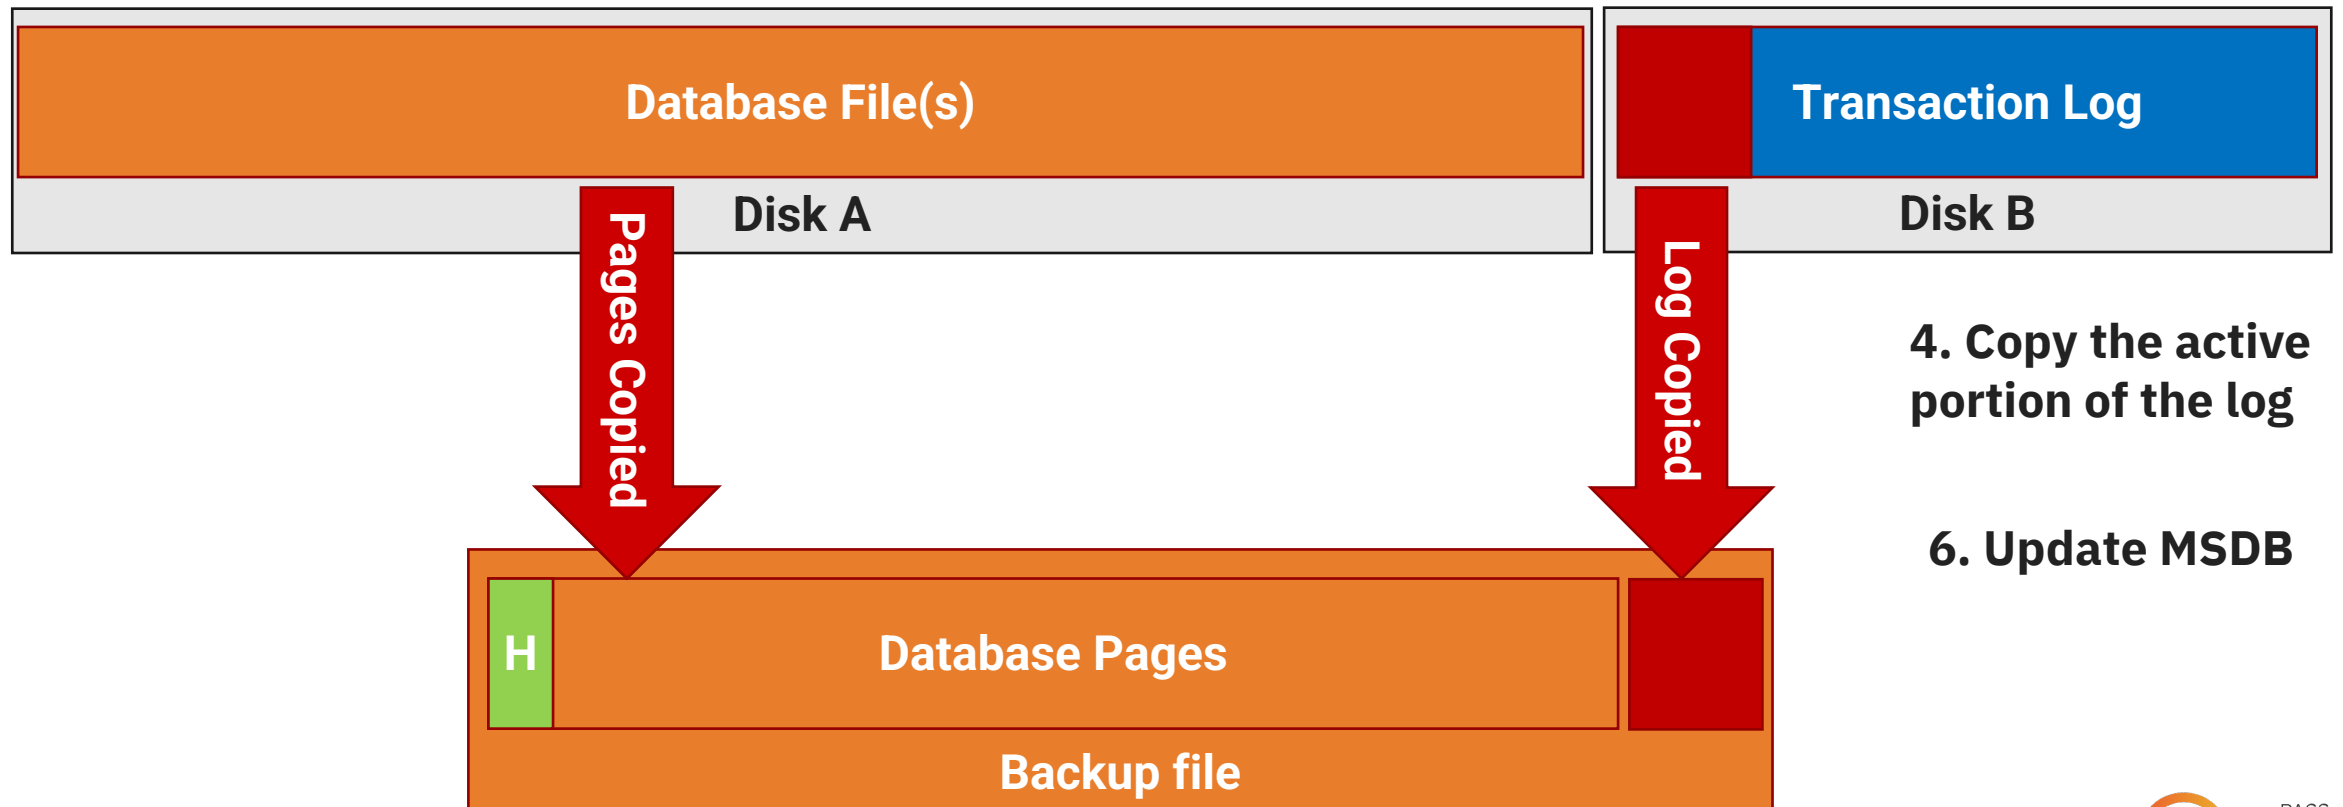 Database File(s)
Transaction Log
Disk A
Disk B
Pages Copied
Log Copied
4. Copy the active
portion of the log
6. Update MSDB
H
Database Pages
Backup file